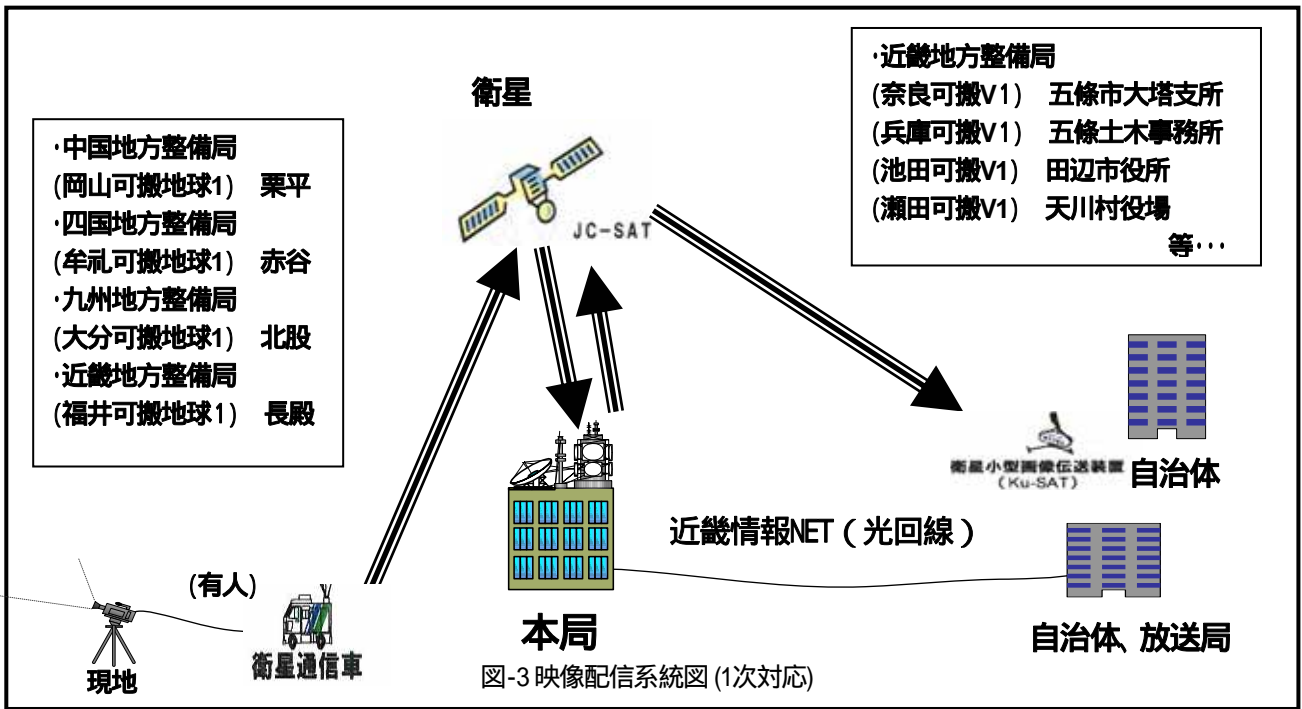 衛星
·中国地方整備局
(岡山可搬地球1) 栗平
·四国地方整備局
(牟礼可搬地球1) 赤谷
·九州地方整備局
(大分可搬地球1) 北股
·近畿地方整備局
(福井可搬地球1) 長殿
·近畿地方整備局
(奈良可搬V1) 五條市大塔支所
(兵庫可搬V1) 五條土木事務所
(池田可搬V1) 田辺市役所
(瀬田可搬V1) 天川村役場
等···
JC-SAT
衛星小型画像伝送装置
(Ku-SAT)
自治体
近畿情報NET（光回線）
(有人)
現地
衛星通信車
本局
自治体、放送局
図-3 映像配信系統図 (1次対応)